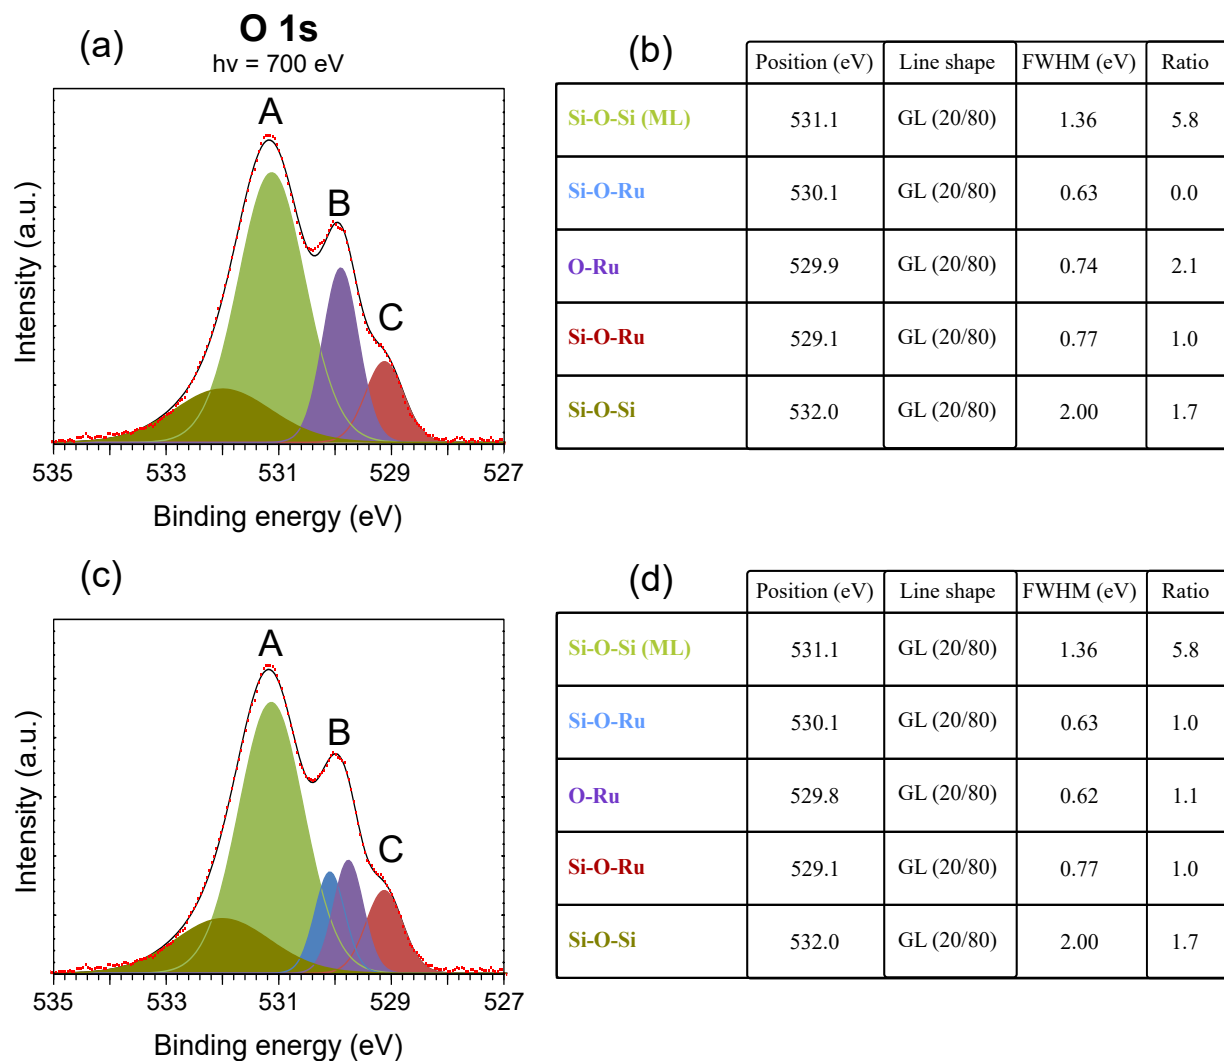 (a)
O 1s
hv = 700 eV
A
B
C
Intensity (a.u.)
535 533 531 529 527
Binding energy (eV)
(b)
Position (eV) Line shape FWHM (eV) Ratio
Si-O-Si (ML) 531.1 GL (20/80) 1.36 5.8
Si-O-Ru 530.1 GL (20/80) 0.63 0.0
O-Ru 529.9 GL (20/80) 0.74 2.1
Si-O-Ru 529.1 GL (20/80) 0.77 1.0
Si-O-Si 532.0 GL (20/80) 2.00 1.7
(c)
A
B
C
Intensity (a.u.)
535 533 531 529 527
Binding energy (eV)
(d)
Position (eV) Line shape FWHM (eV) Ratio
Si-O-Si (ML) 531.1 GL (20/80) 1.36 5.8
Si-O-Ru 530.1 GL (20/80) 0.63 1.0
O-Ru 529.8 GL (20/80) 0.62 1.1
Si-O-Ru 529.1 GL (20/80) 0.77 1.0
Si-O-Si 532.0 GL (20/80) 2.00 1.7